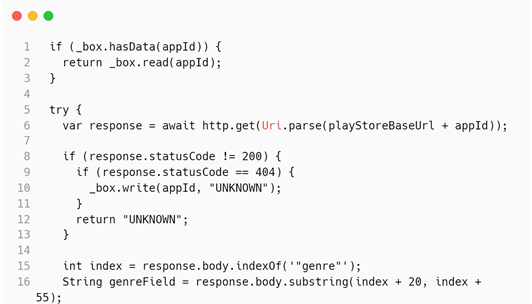 1 if (_box.hasData(appId)) {
2 return _box.read(appId);
3 }
4
5 try {
6 var response = await http.get(Uri.parse(playStoreBaseUrl + appId));
7
8 if (response.statusCode != 200) {
9 if (response.statusCode == 404) {
10 _box.write(appId, "UNKNOWN");
11 }
12 return "UNKNOWN";
13 }
14
15 int index = response.body.indexOf('"genre"');
16 String genreField = response.body.substring(index + 20, index +
55);